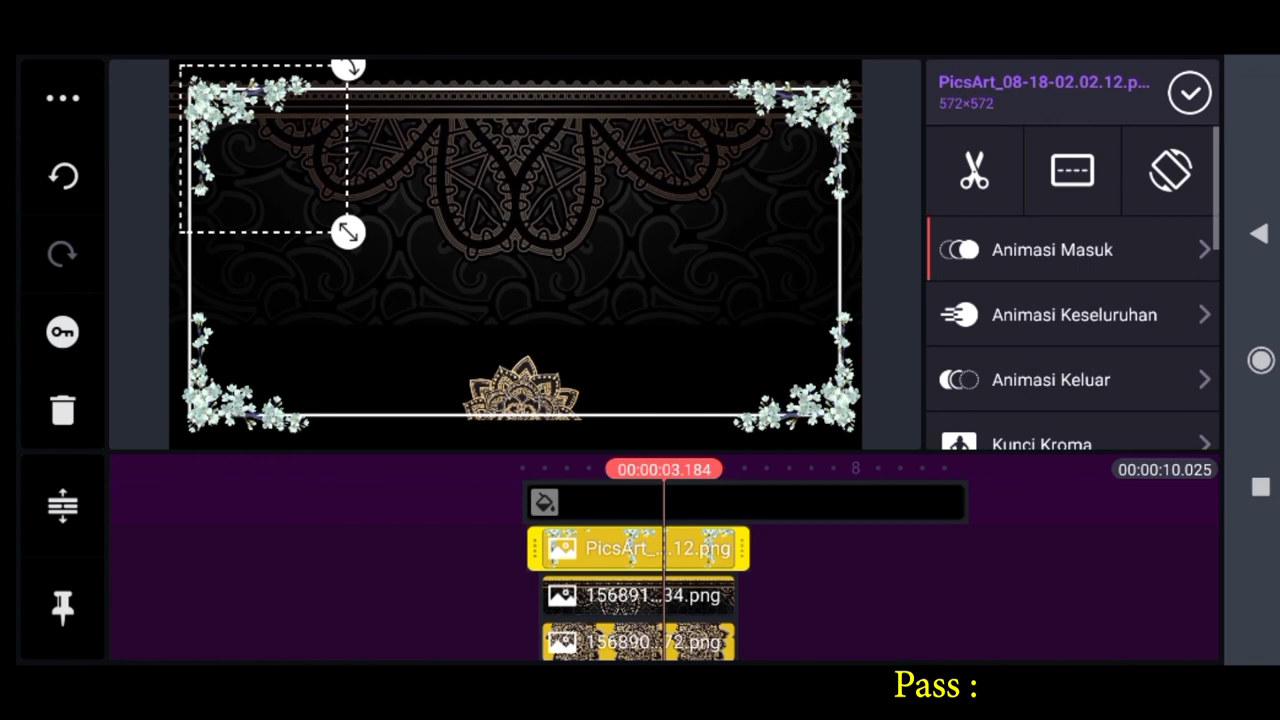 PicsArt_08-18-02.02.12.p...
572×572
Animasi Masuk
Animasi Keseluruhan
Animasi Keluar
Kunci Kroma
00:00:03.184
8
00:00:10.025
PicsArt_...12.png
156891...34.png
156890...72.png
Pass :